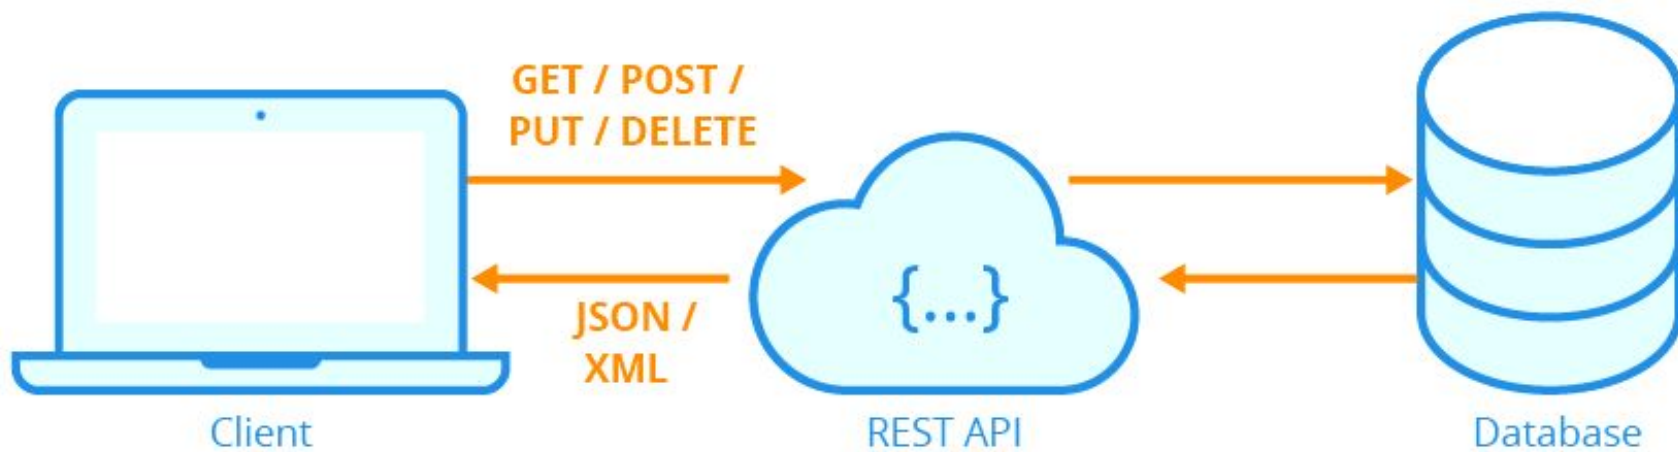 GET / POST /
PUT / DELETE
{...}
JSON /
XML
Client
REST API
Database